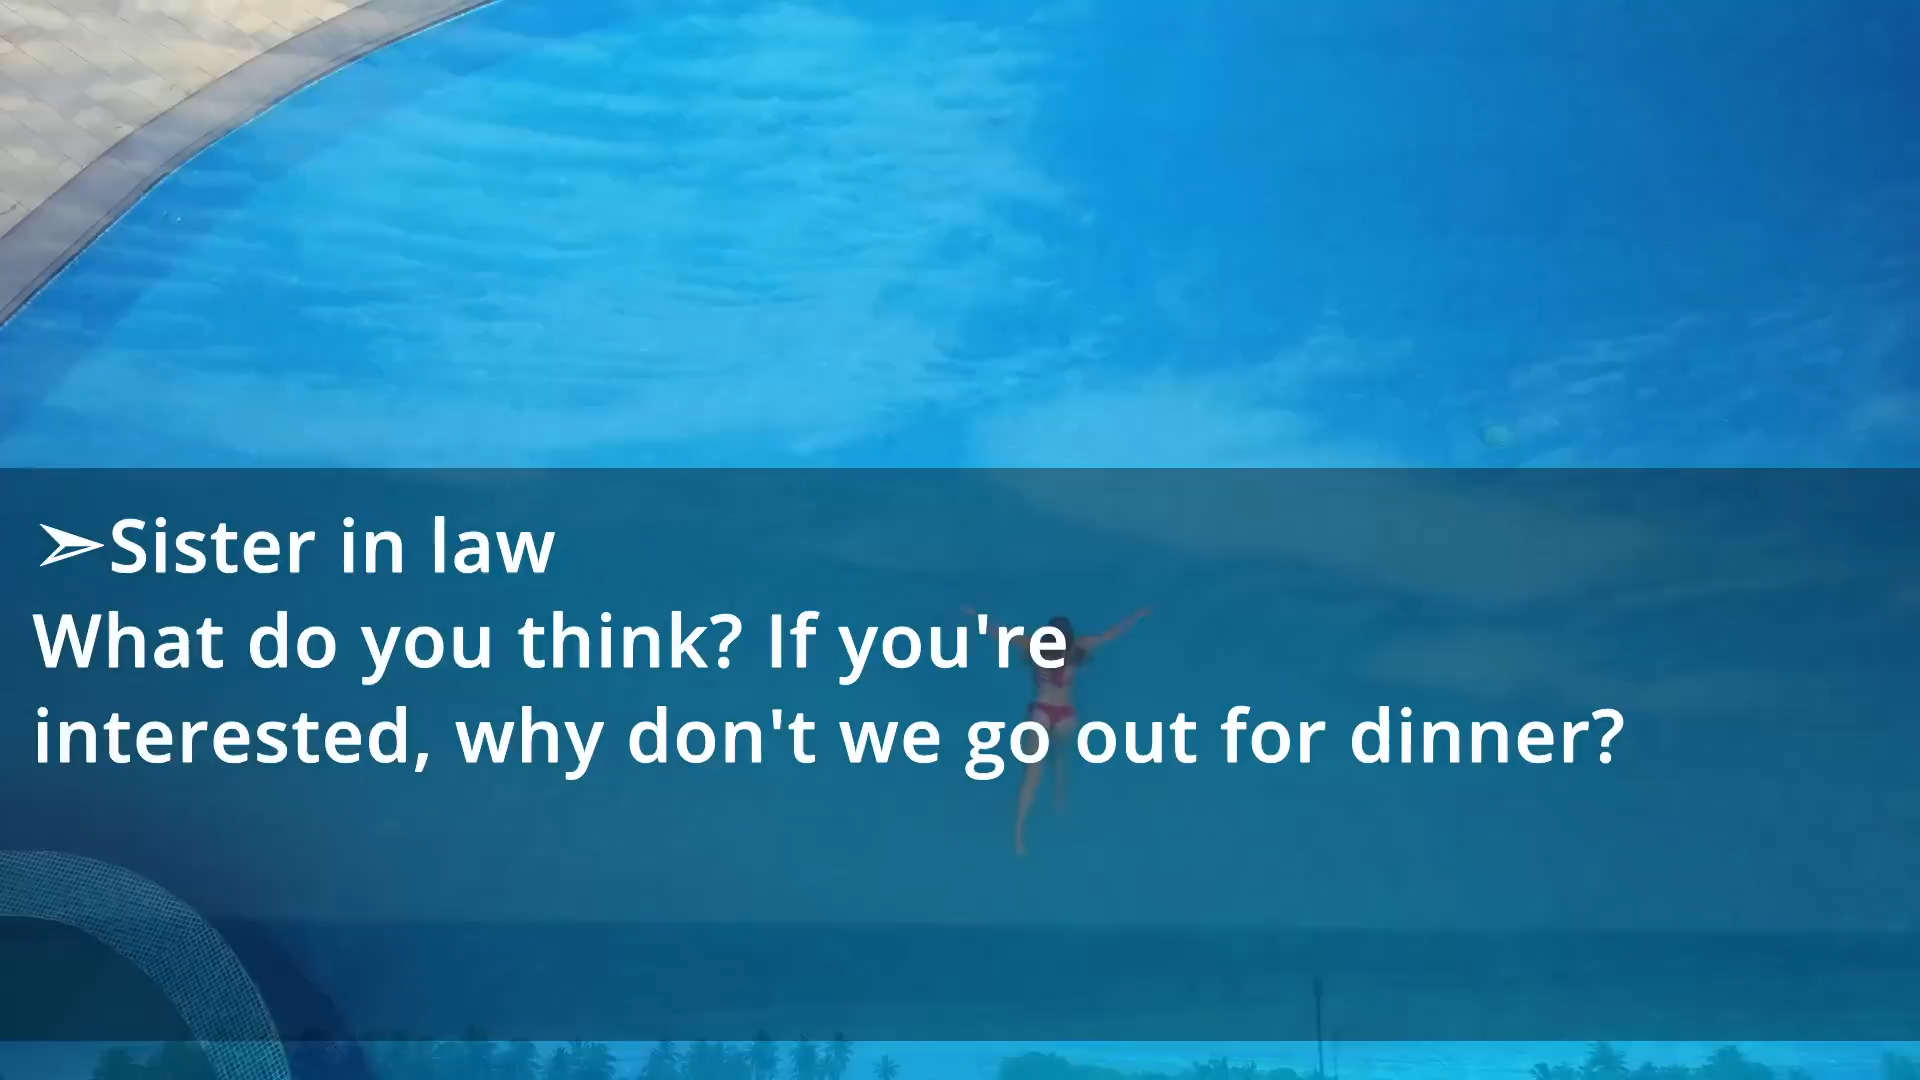 ➣Sister in law
What do you think? If you're
interested, why don't we go out for dinner?